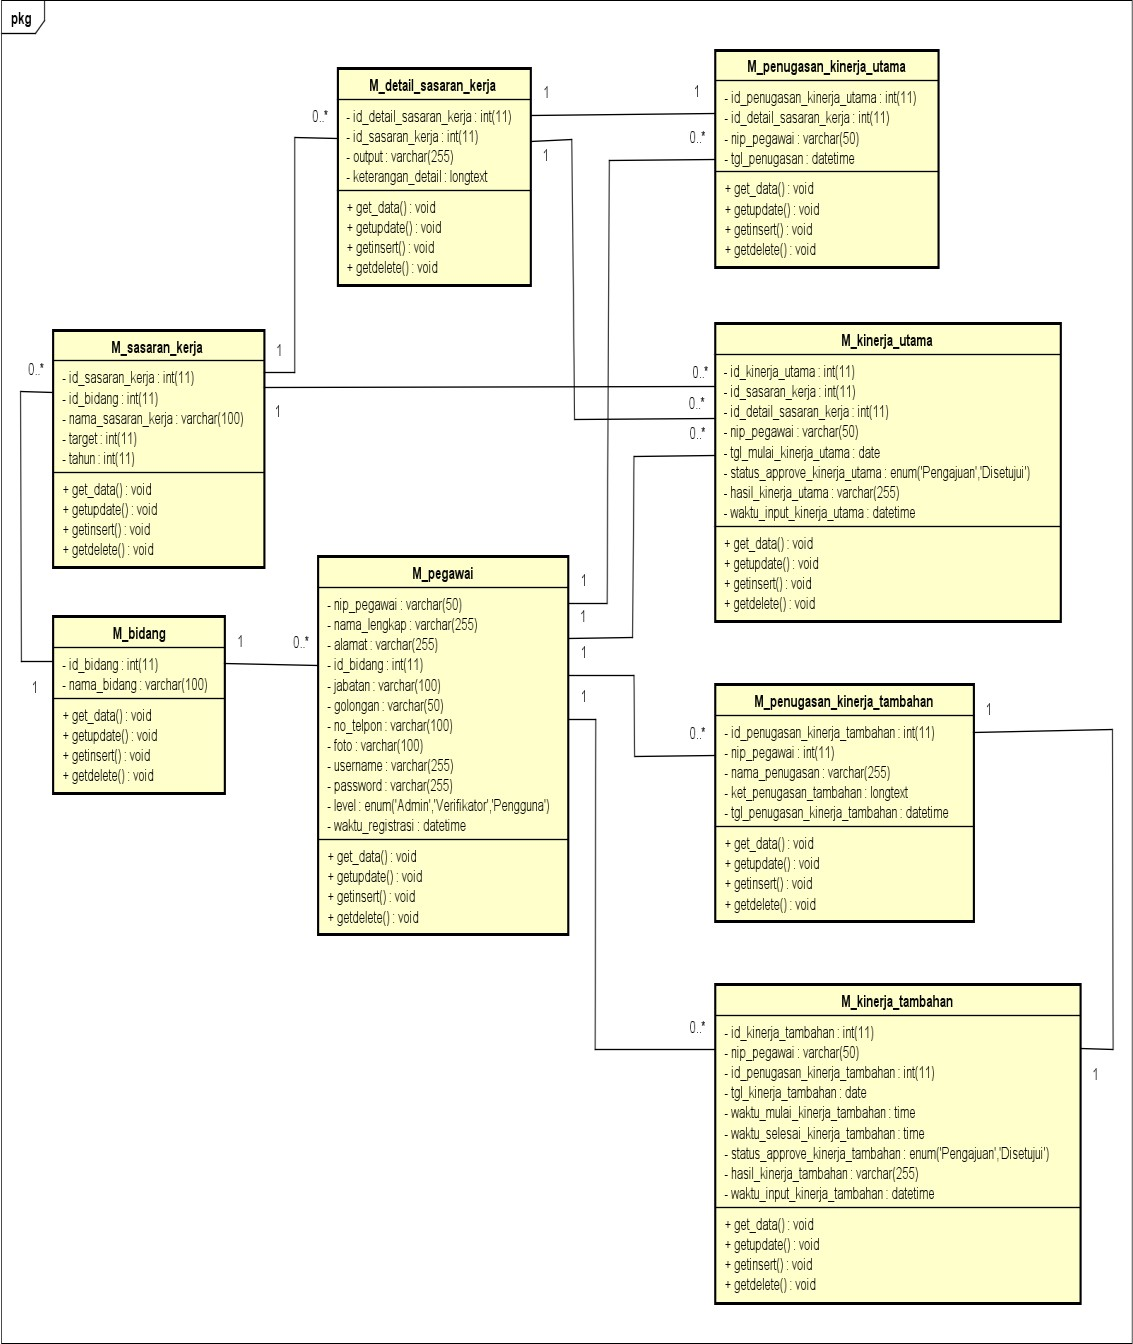 pkg
M_detail_sasaran_kerja
- id_detail_sasaran_kerja : int(11)
- id_sasaran_kerja : int(11)
- output : varchar(255)
- keterangan_detail : longtext
+ get_data() : void
+ getupdate() : void
+ getinsert() : void
+ getdelete() : void
0..*
1
1
M_penugasan_kinerja_utama
- id_penugasan_kinerja_utama : int(11)
- id_detail_sasaran_kerja : int(11)
- nip_pegawai : varchar(50)
- tgl_penugasan : datetime
+ get_data() : void
+ getupdate() : void
+ getinsert() : void
+ getdelete() : void
1
0..*
M_sasaran_kerja
- id_sasaran_kerja : int(11)
- id_bidang : int(11)
- nama_sasaran_kerja : varchar(100)
- target : int(11)
- tahun : int(11)
+ get_data() : void
+ getupdate() : void
+ getinsert() : void
+ getdelete() : void
0..*
1
1
M_kinerja_utama
- id_kinerja_utama : int(11)
- id_sasaran_kerja : int(11)
- id_detail_sasaran_kerja : int(11)
- nip_pegawai : varchar(50)
- tgl_mulai_kinerja_utama : date
- status_approve_kinerja_utama : enum('Pengajuan','Disetujui')
- hasil_kinerja_utama : varchar(255)
- waktu_input_kinerja_utama : datetime
+ get_data() : void
+ getupdate() : void
+ getinsert() : void
+ getdelete() : void
0..*
0..*
0..*
M_bidang
- id_bidang : int(11)
- nama_bidang : varchar(100)
+ get_data() : void
+ getupdate() : void
+ getinsert() : void
+ getdelete() : void
1
1
0..*
M_pegawai
- nip_pegawai : varchar(50)
- nama_lengkap : varchar(255)
- alamat : varchar(255)
- id_bidang : int(11)
- jabatan : varchar(100)
- golongan : varchar(50)
- no_telpon : varchar(100)
- foto : varchar(100)
- username : varchar(255)
- password : varchar(255)
- level : enum('Admin','Verifikator','Pengguna')
- waktu_registrasi : datetime
+ get_data() : void
+ getupdate() : void
+ getinsert() : void
+ getdelete() : void
1
1
1
1
M_penugasan_kinerja_tambahan
- id_penugasan_kinerja_tambahan : int(11)
- nip_pegawai : int(11)
- nama_penugasan : varchar(255)
- ket_penugasan_tambahan : longtext
- tgl_penugasan_kinerja_tambahan : datetime
+ get_data() : void
+ getupdate() : void
+ getinsert() : void
+ getdelete() : void
0..*
1
M_kinerja_tambahan
- id_kinerja_tambahan : int(11)
- nip_pegawai : varchar(50)
- id_penugasan_kinerja_tambahan : int(11)
- tgl_kinerja_tambahan : date
- waktu_mulai_kinerja_tambahan : time
- waktu_selesai_kinerja_tambahan : time
- status_approve_kinerja_tambahan : enum('Pengajuan','Disetujui')
- hasil_kinerja_tambahan : varchar(255)
- waktu_input_kinerja_tambahan : datetime
+ get_data() : void
+ getupdate() : void
+ getinsert() : void
+ getdelete() : void
0..*
1